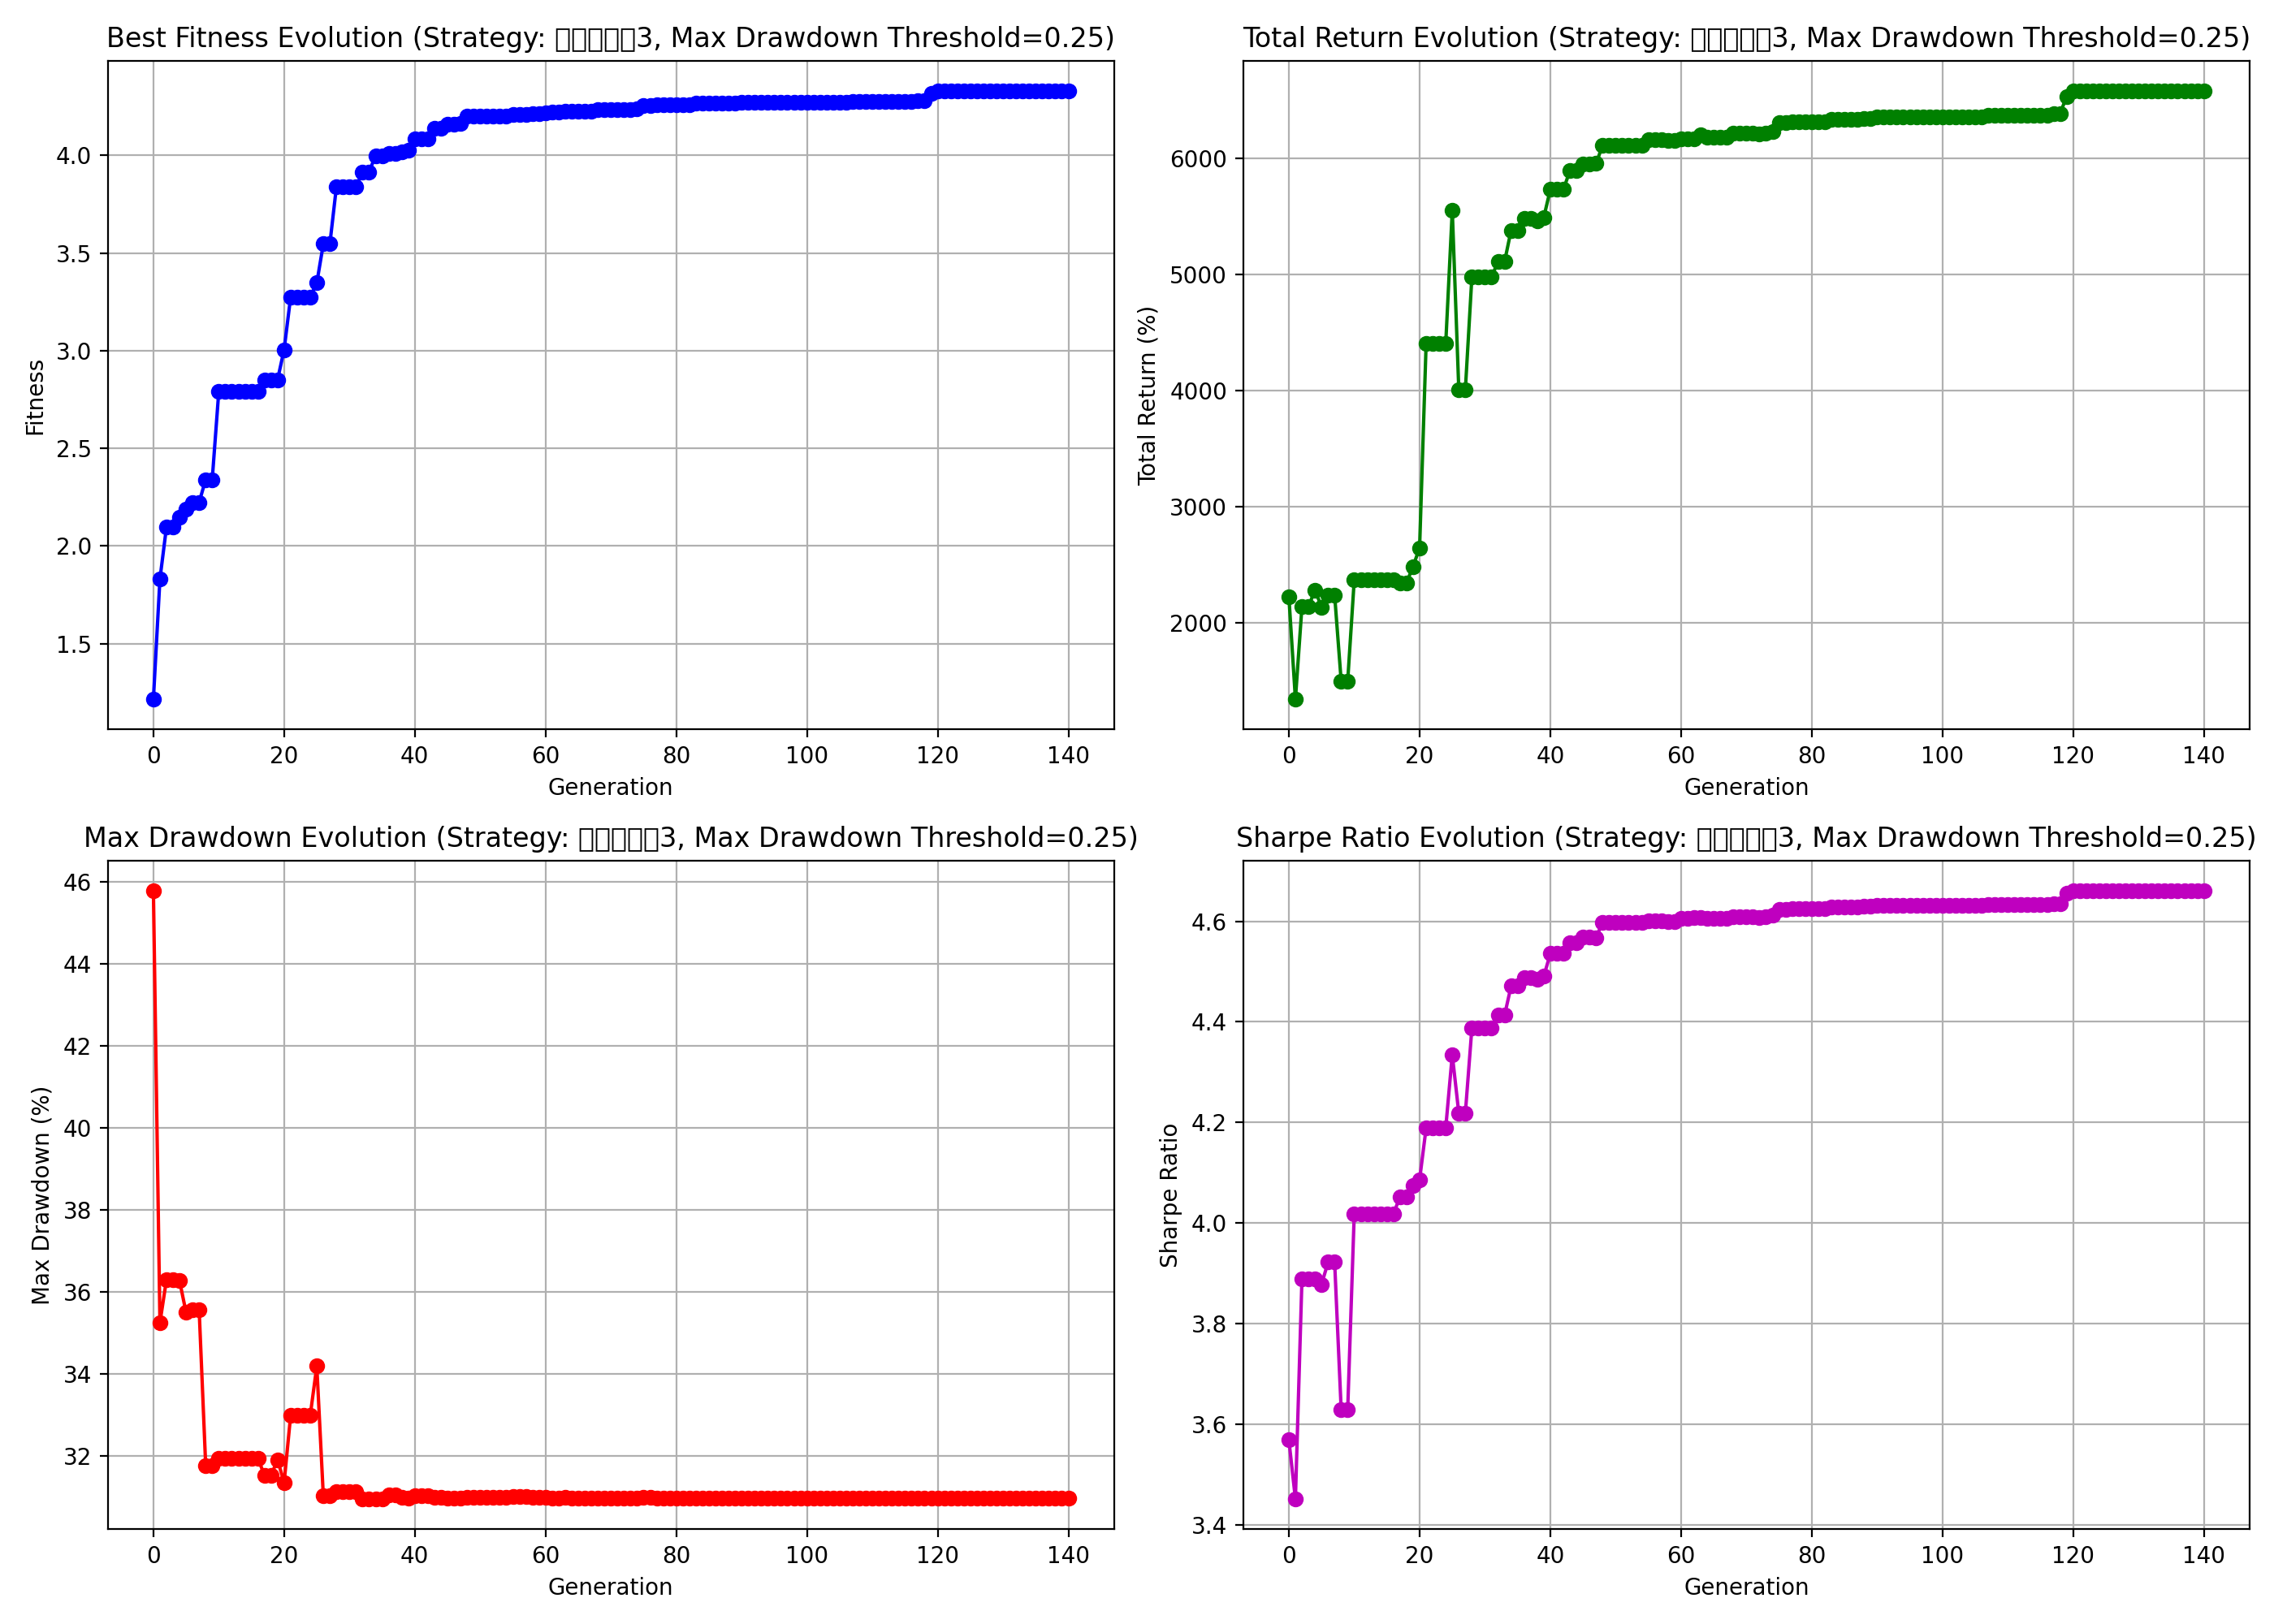 Best Fitness Evolution (Strategy: □□□□□3, Max Drawdown Threshold=0.25)
Fitness
4.0
3.5
3.0
2.5
2.0
1.5
0 20 40 60 80 100 120 140
Generation
Total Return Evolution (Strategy: □□□□□3, Max Drawdown Threshold=0.25)
Total Return (%)
6000
5000
4000
3000
2000
0 20 40 60 80 100 120 140
Generation
Max Drawdown Evolution (Strategy: □□□□□3, Max Drawdown Threshold=0.25)
Max Drawdown (%)
46
44
42
40
38
36
34
32
0 20 40 60 80 100 120 140
Generation
Sharpe Ratio Evolution (Strategy: □□□□□3, Max Drawdown Threshold=0.25)
Sharpe Ratio
4.6
4.4
4.2
4.0
3.8
3.6
3.4
0 20 40 60 80 100 120 140
Generation